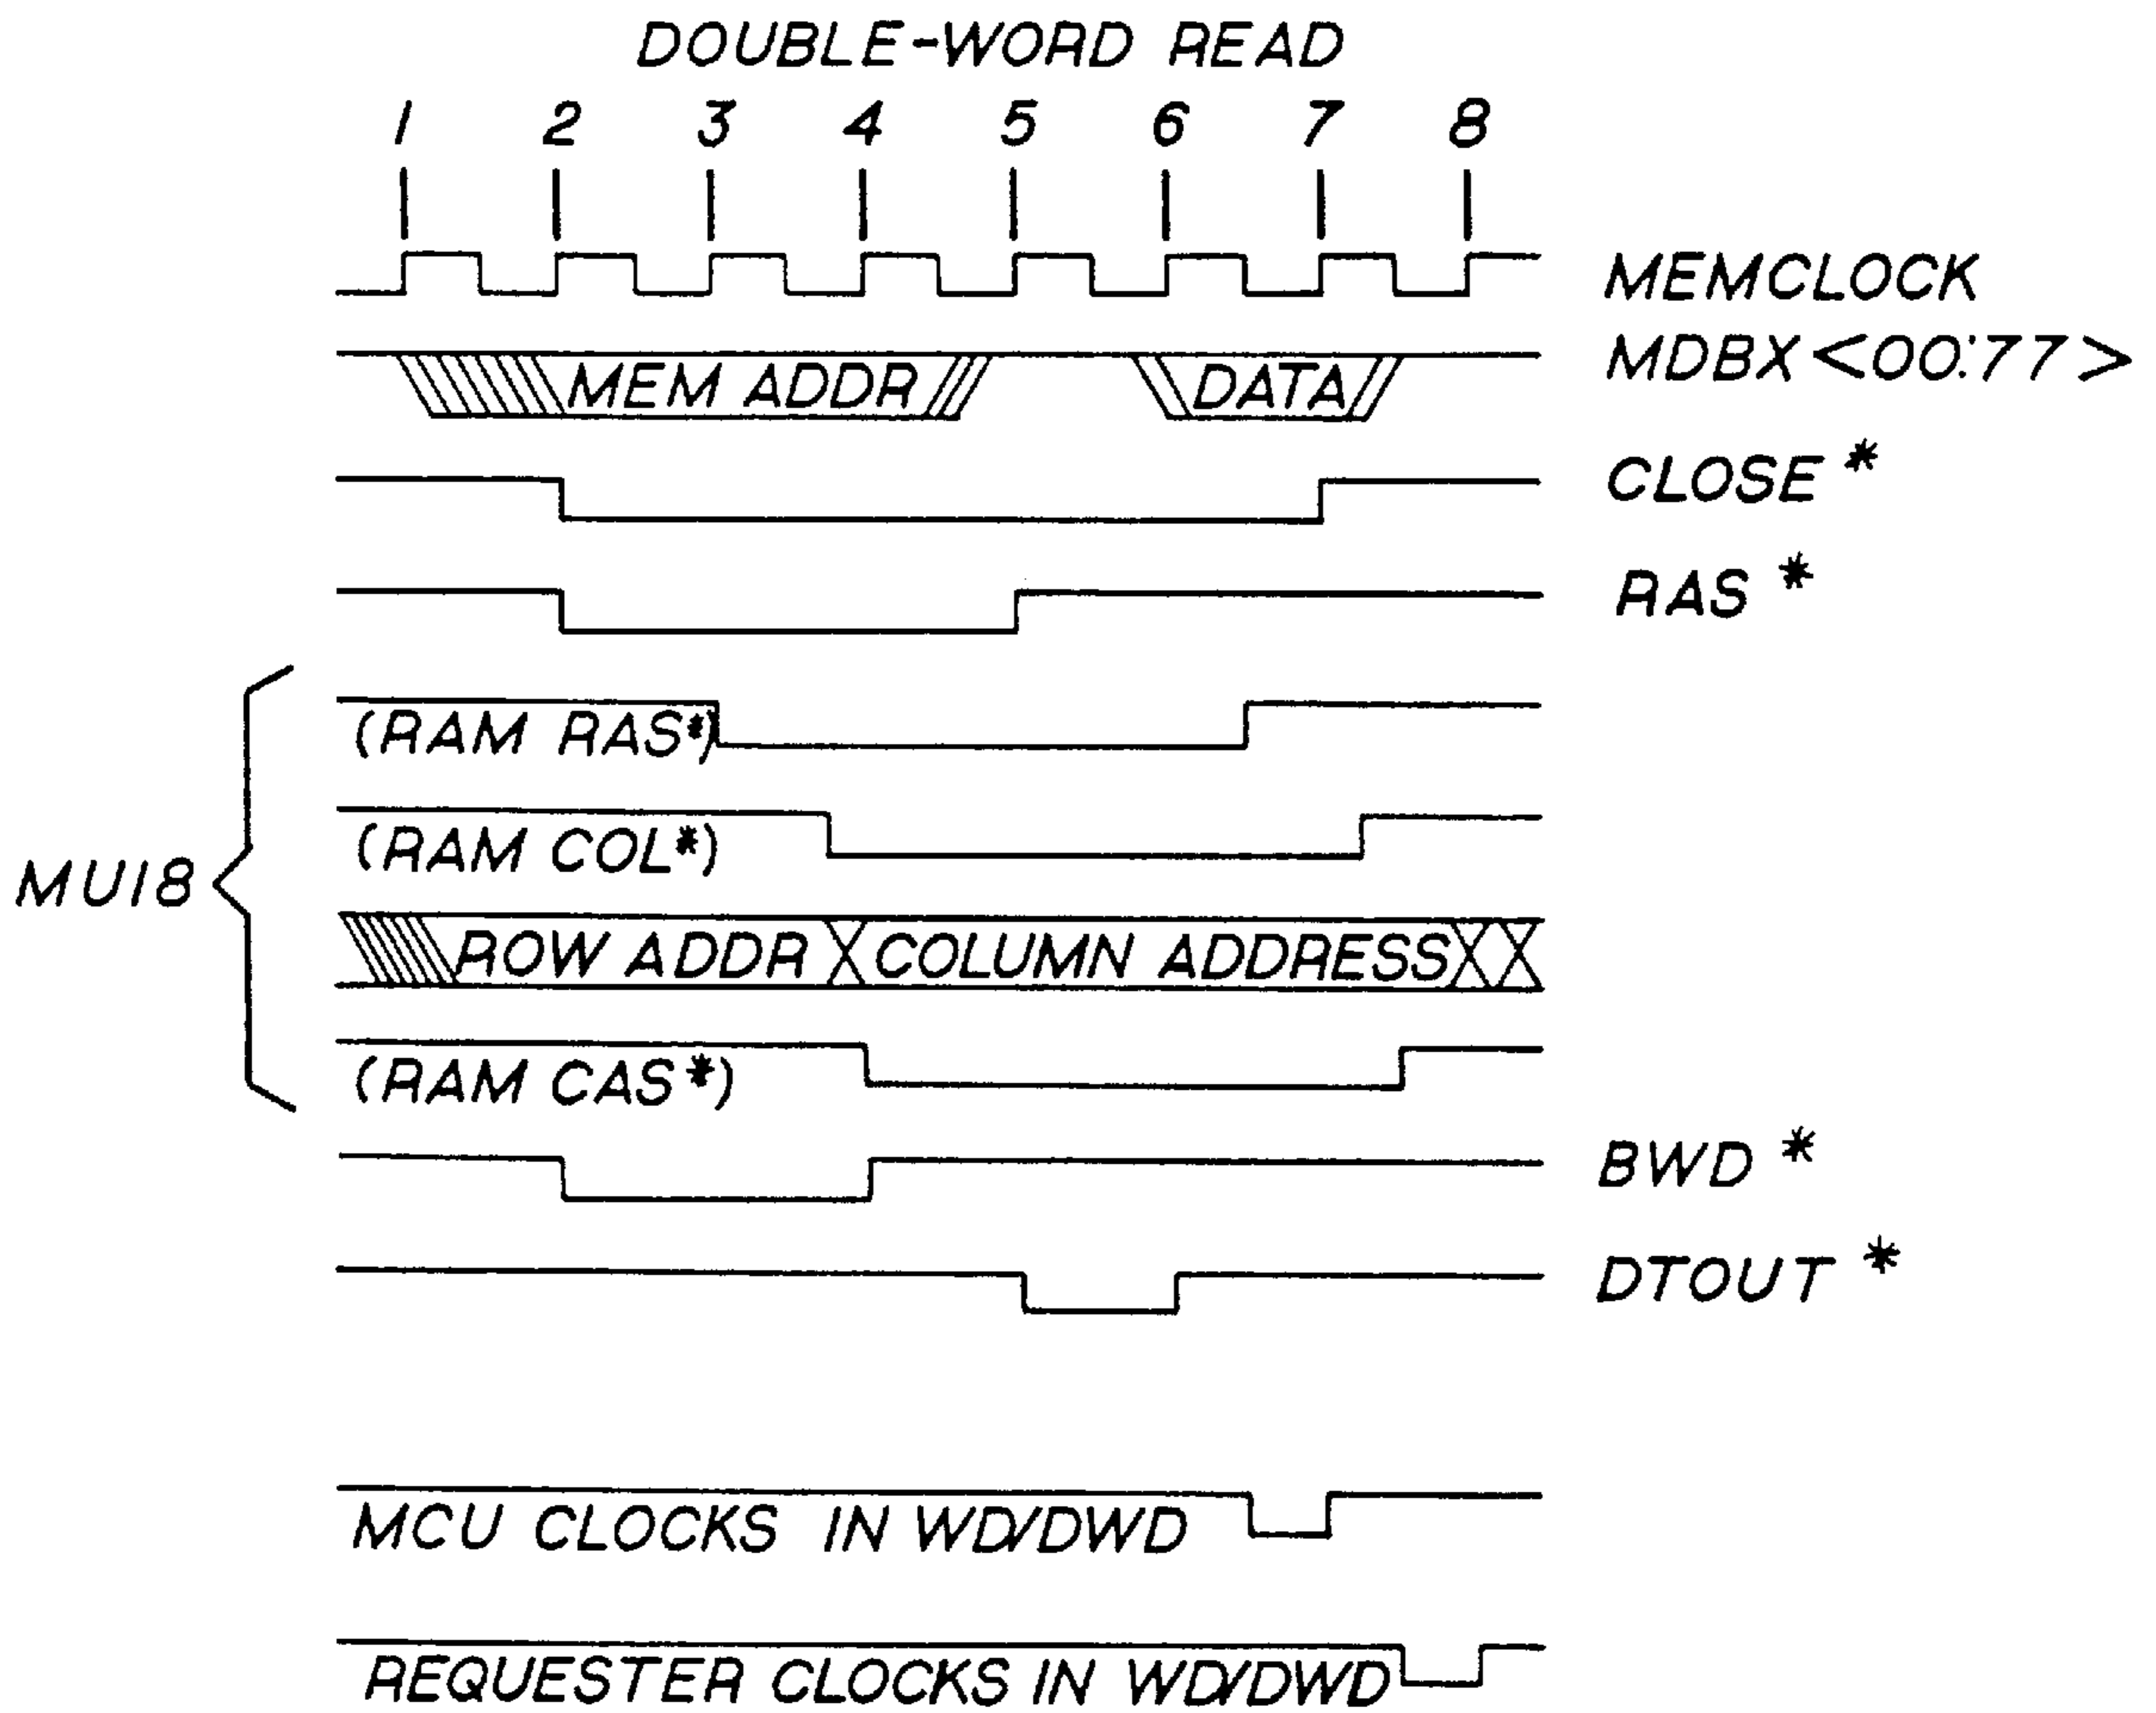 DOUBLE-WORD READ
1 2 3 4 5 6 7 8
MEMCLOCK
MDBX<00:77>
MEM ADDR DATA
CLOSE*
RAS*
(RAM RAS*)
(RAM COL*)
MU18
ROW ADDR COLUMN ADDRESS
(RAM CAS*)
BWD*
DTOUT*
MCU CLOCKS IN WD/DWD
REQUESTER CLOCKS IN WD/DWD